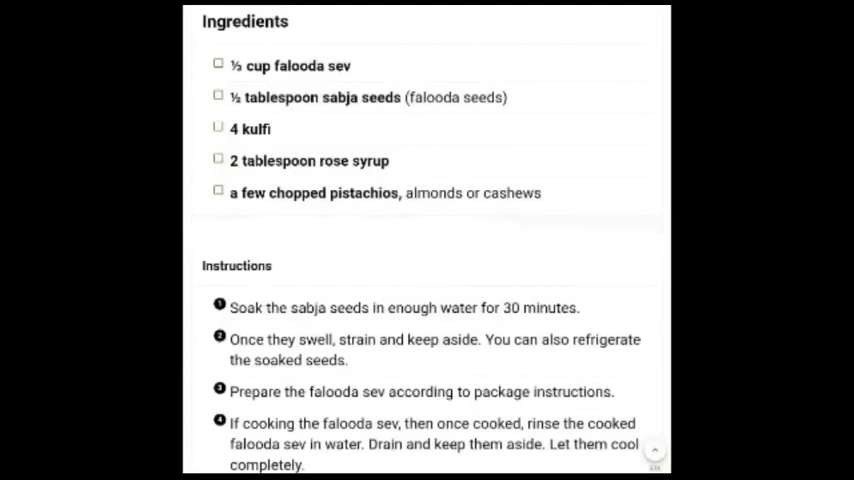 Ingredients
⅓ cup falooda sev
½ tablespoon sabja seeds (falooda seeds)
4 kulfi
2 tablespoon rose syrup
a few chopped pistachios, almonds or cashews
Instructions
1 Soak the sabja seeds in enough water for 30 minutes.
2 Once they swell, strain and keep aside. You can also refrigerate
the soaked seeds.
3 Prepare the falooda sev according to package instructions.
4 If cooking the falooda sev, then once cooked, rinse the cooked
falooda sev in water. Drain and keep them aside. Let them cool
completely.